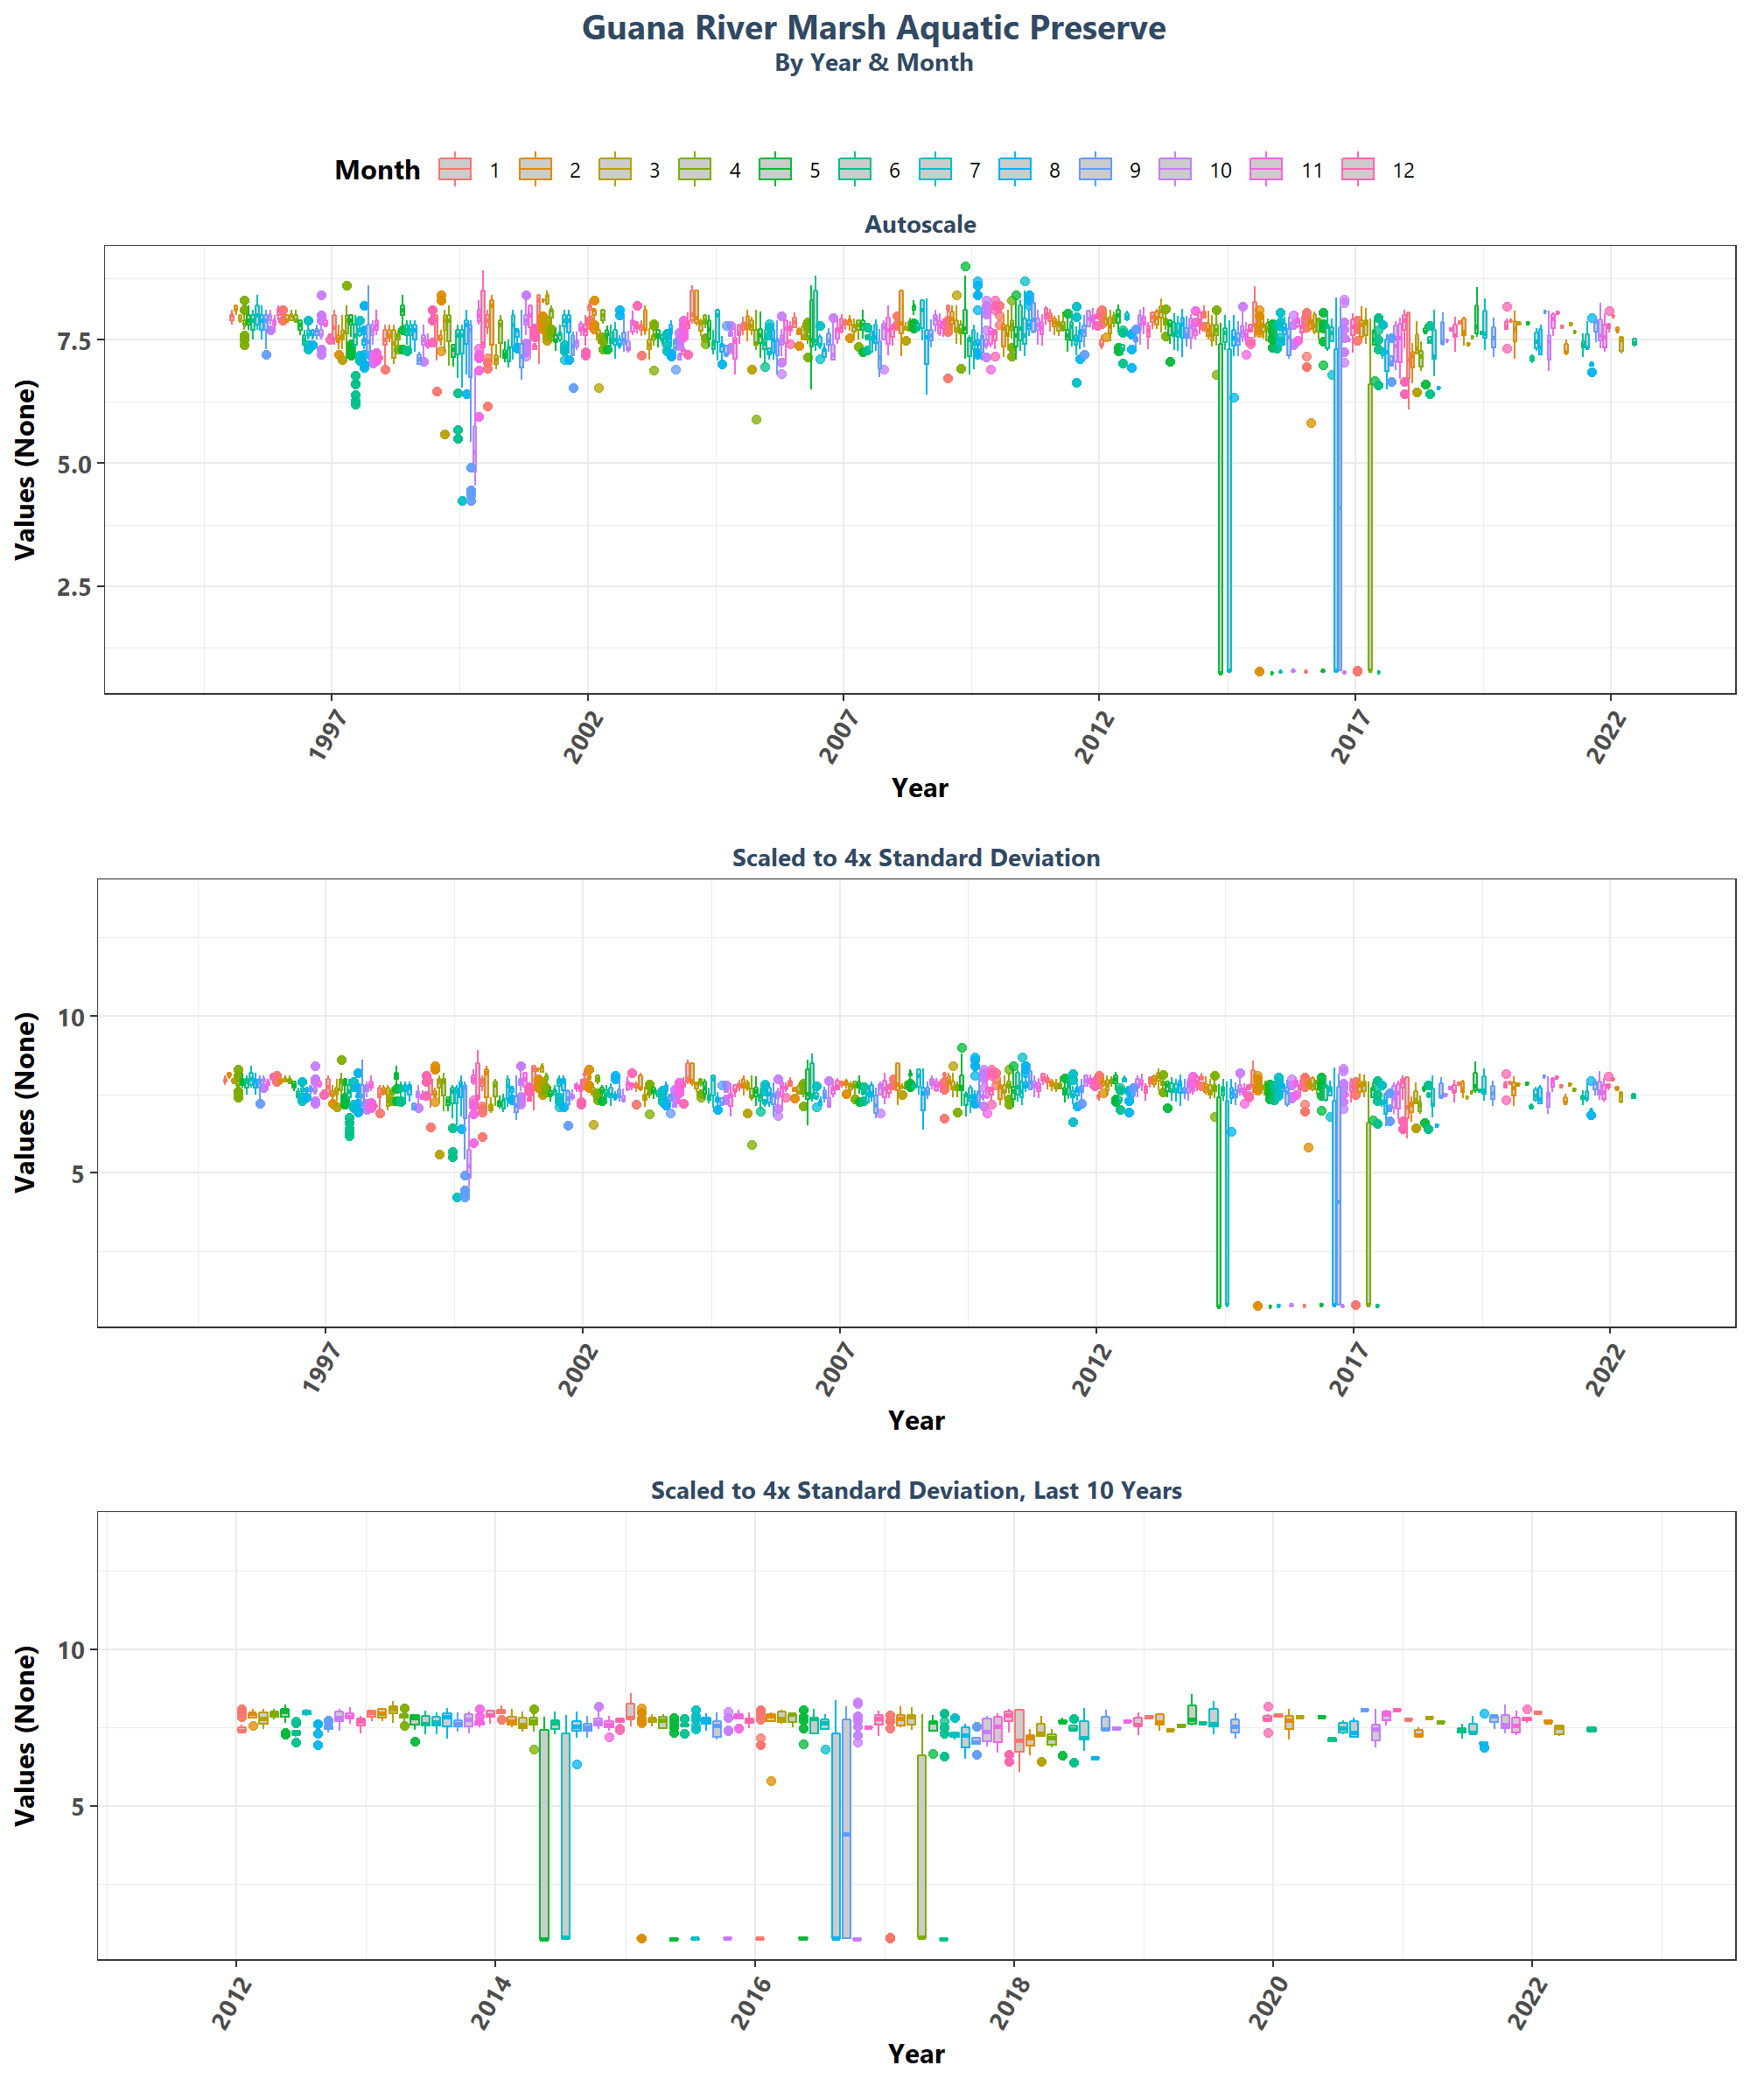 Guana River Marsh Aquatic Preserve
By Year & Month
Month 1 2 3 4 5 6 7 8 9 10 11 12
Autoscale
Values (None)
7.5
5.0
2.5
1997 2002 2007 2012 2017 2022
Year
Scaled to 4x Standard Deviation
Values (None)
10
5
1997 2002 2007 2012 2017 2022
Year
Scaled to 4x Standard Deviation, Last 10 Years
Values (None)
10
5
2012 2014 2016 2018 2020 2022
Year